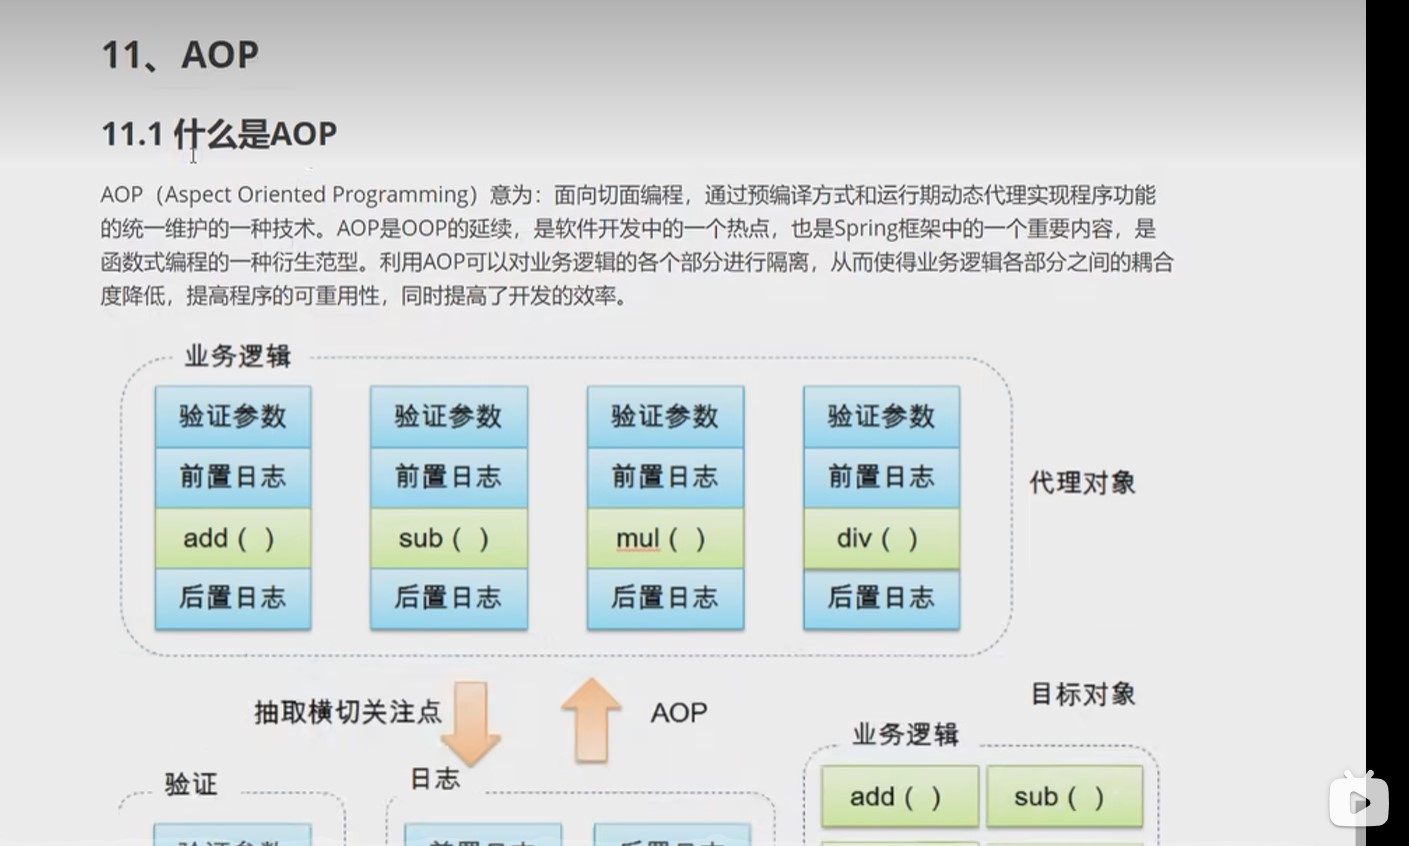 11、AOP
11.1 什么是AOP
AOP（Aspect Oriented Programming）意为：面向切面编程，通过预编译方式和运行期动态代理实现程序功能
的统一维护的一种技术。AOP是OOP的延续，是软件开发中的一个热点，也是Spring框架中的一个重要内容，是
函数式编程的一种衍生范型。利用AOP可以对业务逻辑的各个部分进行隔离，从而使得业务逻辑各部分之间的耦合
度降低，提高程序的可重用性，同时提高了开发的效率。
业务逻辑
验证参数 验证参数 验证参数 验证参数
前置日志 前置日志 前置日志 前置日志
代理对象
add ( ) sub ( ) mul ( ) div ( )
后置日志 后置日志 后置日志 后置日志
抽取横切关注点 AOP
目标对象
业务逻辑
验证 日志
add ( ) sub ( )
验证参数 前置日志 后置日志